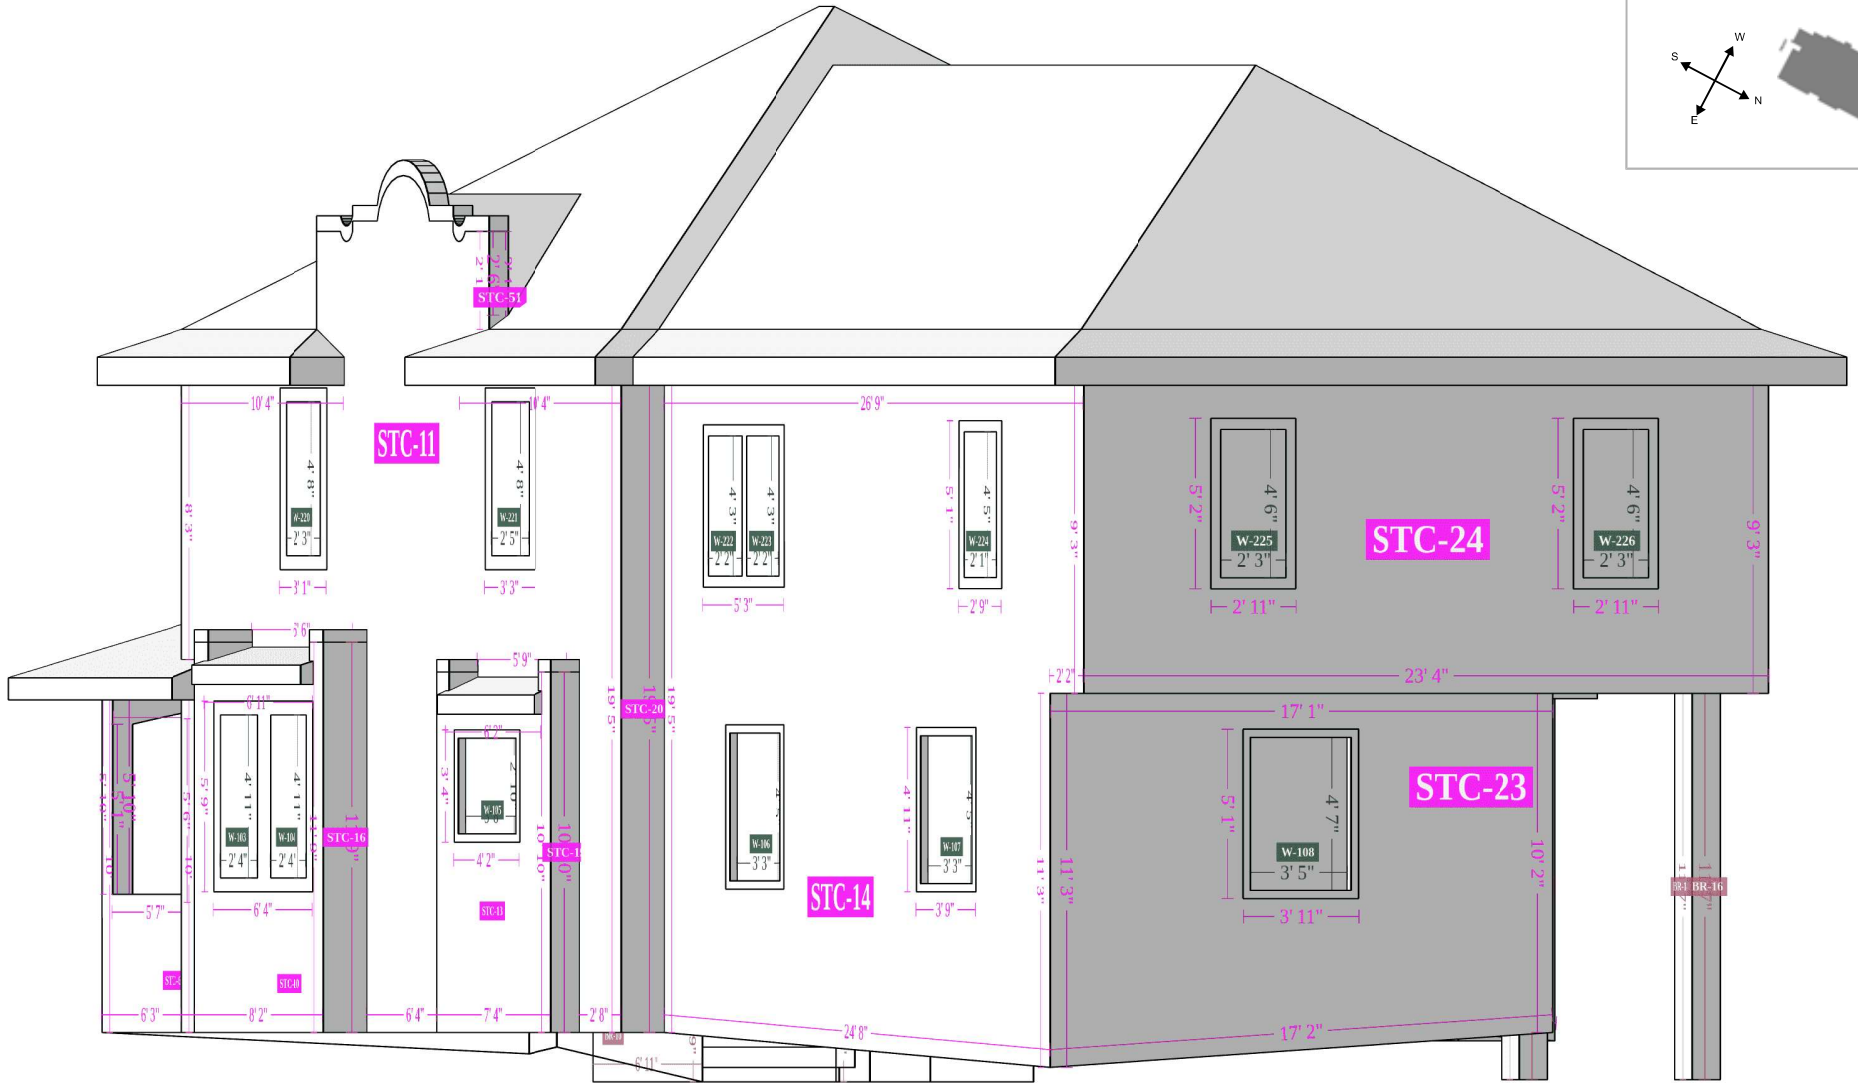 W
S
N
E
2' 6"
STC-51
10' 4"
10' 4"
26' 9"
STC-11
4' 8"
4' 8"
W-220
W-221
2' 3"
2' 5"
3' 1"
3' 3"
8' 3"
4' 3"
4' 3"
W-222
W-223
2' 2"
2' 2"
5' 3"
5' 1"
4' 5"
W-224
2' 1"
2' 9"
9' 3"
5' 2"
4' 6"
W-225
2' 3"
2' 11"
STC-24
5' 2"
4' 6"
W-226
2' 3"
2' 11"
9' 3"
2' 2"
23' 4"
5' 9"
6' 11"
6' 2"
19' 5"
STC-20
19' 5"
17' 1"
5' 6"
5' 9"
4' 11"
4' 11"
W-103
W-104
2' 4"
2' 4"
6' 4"
STC-16
3' 4"
W-105
4' 2"
10' 10"
W-106
3' 3"
4' 11"
W-107
3' 3"
3' 9"
STC-14
11' 3"
11' 3"
5' 1"
4' 7"
W-108
3' 5"
3' 11"
STC-23
10' 2"
BR-16
5' 7"
STC-13
STC-10
6' 3"
8' 2"
6' 4"
7' 4"
2' 8"
24' 8"
17' 2"
6' 11"